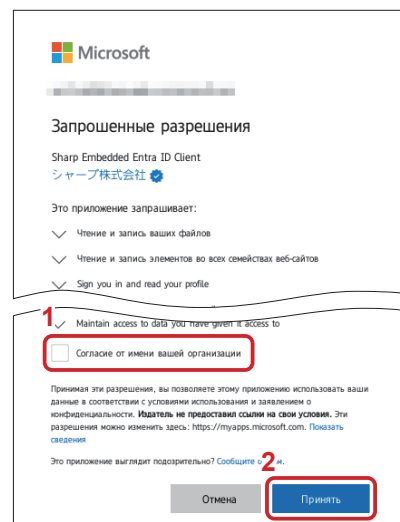 Microsoft
Запрошенные разрешения
Sharp Embedded Entra ID Client
シャープ株式会社
Это приложение запрашивает:
Чтение и запись ваших файлов
Чтение и запись элементов во всех семействах веб-сайтов
Sign you in and read your profile
1
Maintain access to data you have given it access to
Согласие от имени вашей организации
Принимая эти разрешения, вы позволяете этому приложению использовать ваши
данные в соответствии с условиями использования и заявлением о
конфиденциальности. Издатель не предоставил ссылки на свои условия. Эти
разрешения можно изменить здесь: https://myapps.microsoft.com. Показать
сведения
2
Это приложение выглядит подозрительно? Сообщите о м.
Отмена
Принять